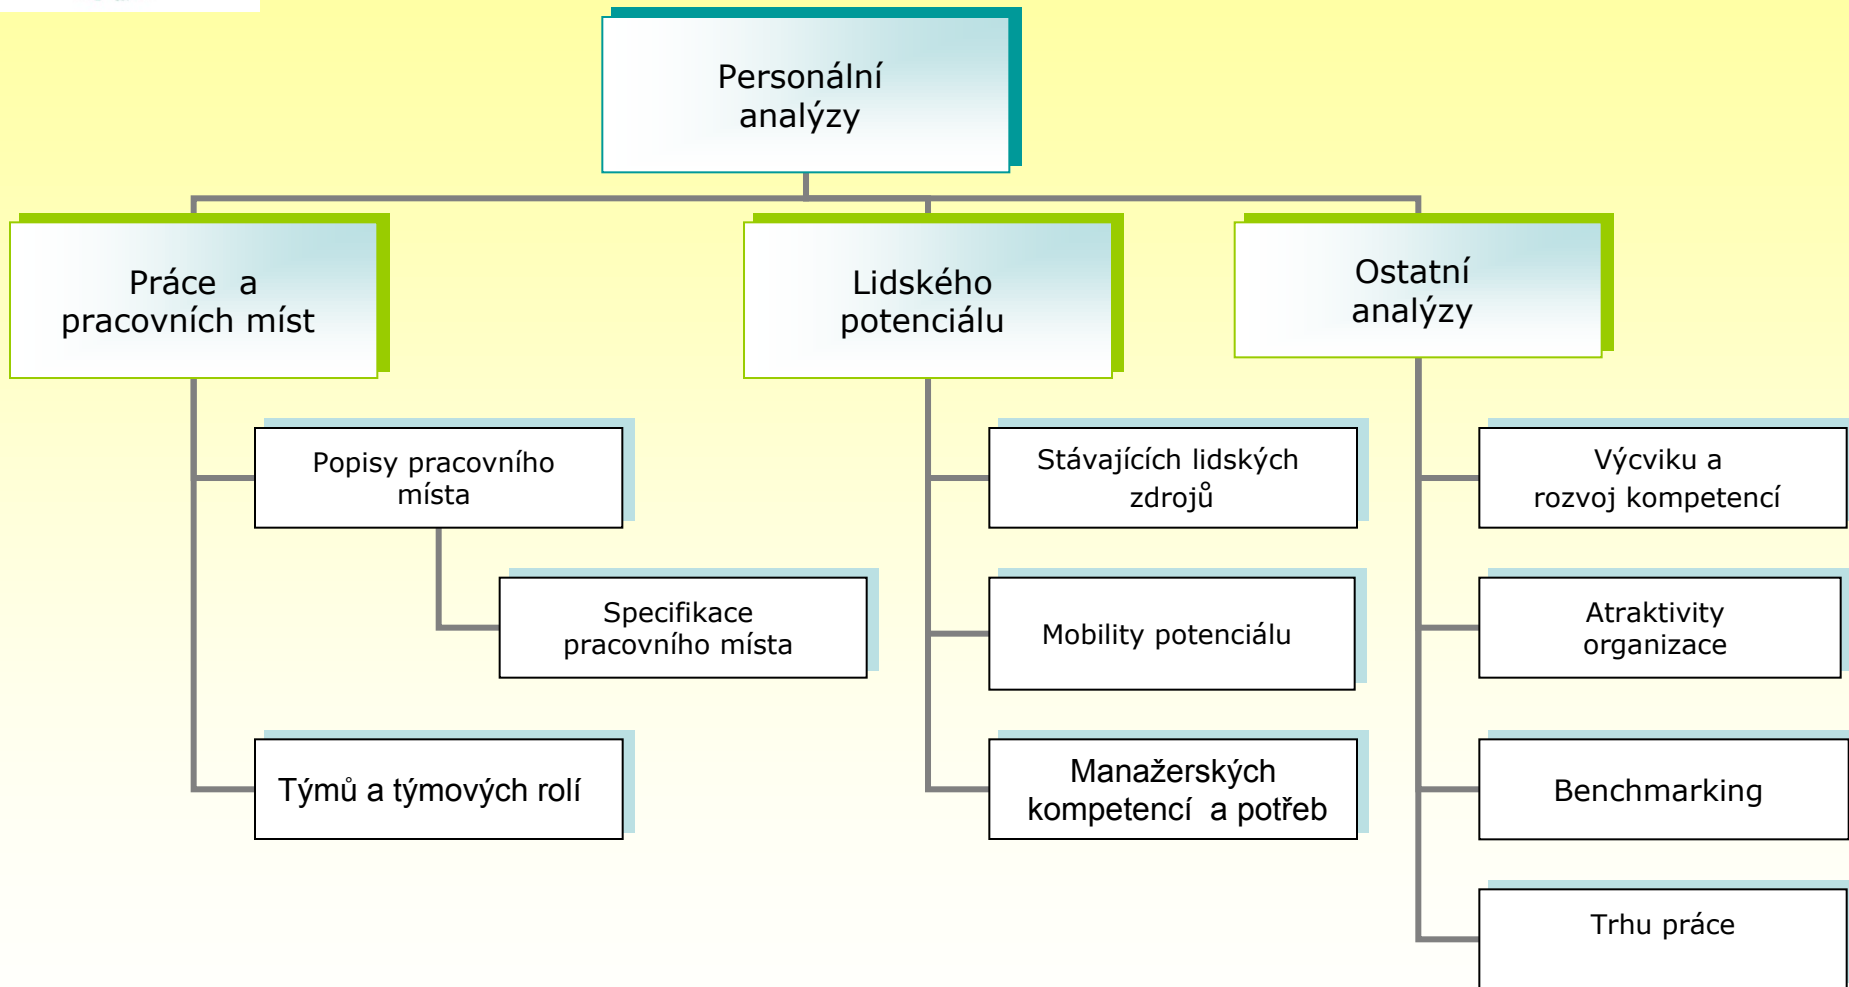 Personální
analýzy
Práce a
pracovních míst
Lidského
potenciálu
Ostatní
analýzy
Popisy pracovního
místa
Specifikace
pracovního místa
Týmů a týmových rolí
Stávajících lidských
zdrojů
Mobility potenciálu
Manažerských
kompetencí a potřeb
Výcviku a
rozvoj kompetencí
Atraktivity
organizace
Benchmarking
Trhu práce